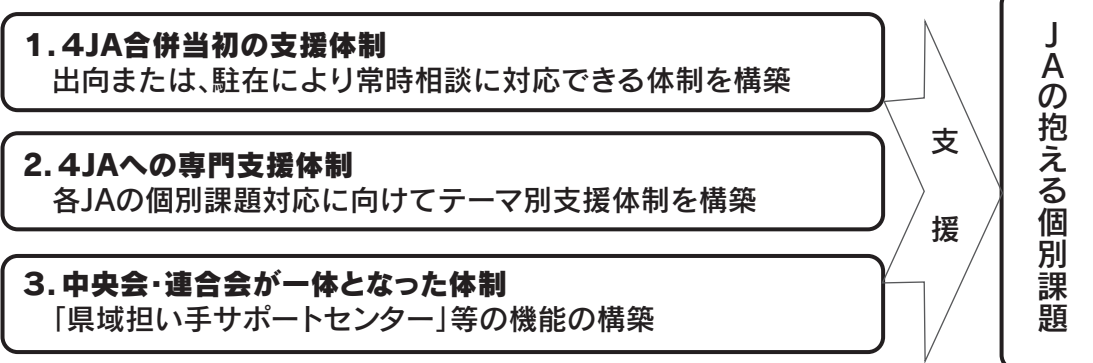 1. 4JA合併当初の支援体制
出向または、駐在により常時相談に対応できる体制を構築
2. 4JAへの専門支援体制
各JAの個別課題対応に向けてテーマ別支援体制を構築
3. 中央会・連合会が一体となった体制
「県域担い手サポートセンター」等の機能の構築
支援
JAの抱える個別課題